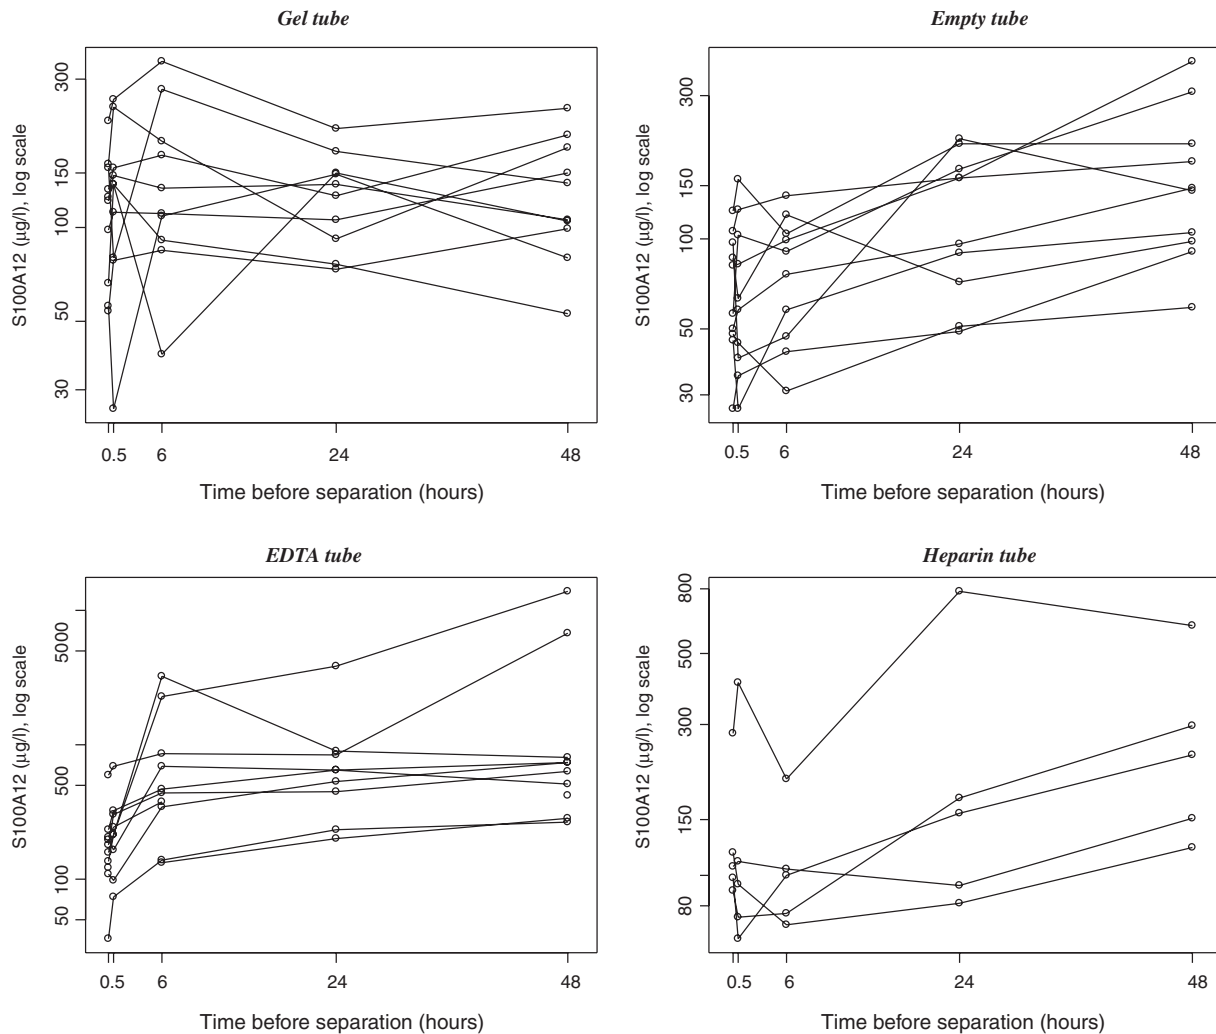 Gel tube
S100A12 (µg/l), log scale
300
150
100
50
30
0.5 6 24 48
Time before separation (hours)
Empty tube
S100A12 (µg/l), log scale
300
150
100
50
30
0.5 6 24 48
Time before separation (hours)
EDTA tube
S100A12 (µg/l), log scale
5000
500
100
50
0.5 6 24 48
Time before separation (hours)
Heparin tube
S100A12 (µg/l), log scale
800
500
300
150
80
0.5 6 24 48
Time before separation (hours)